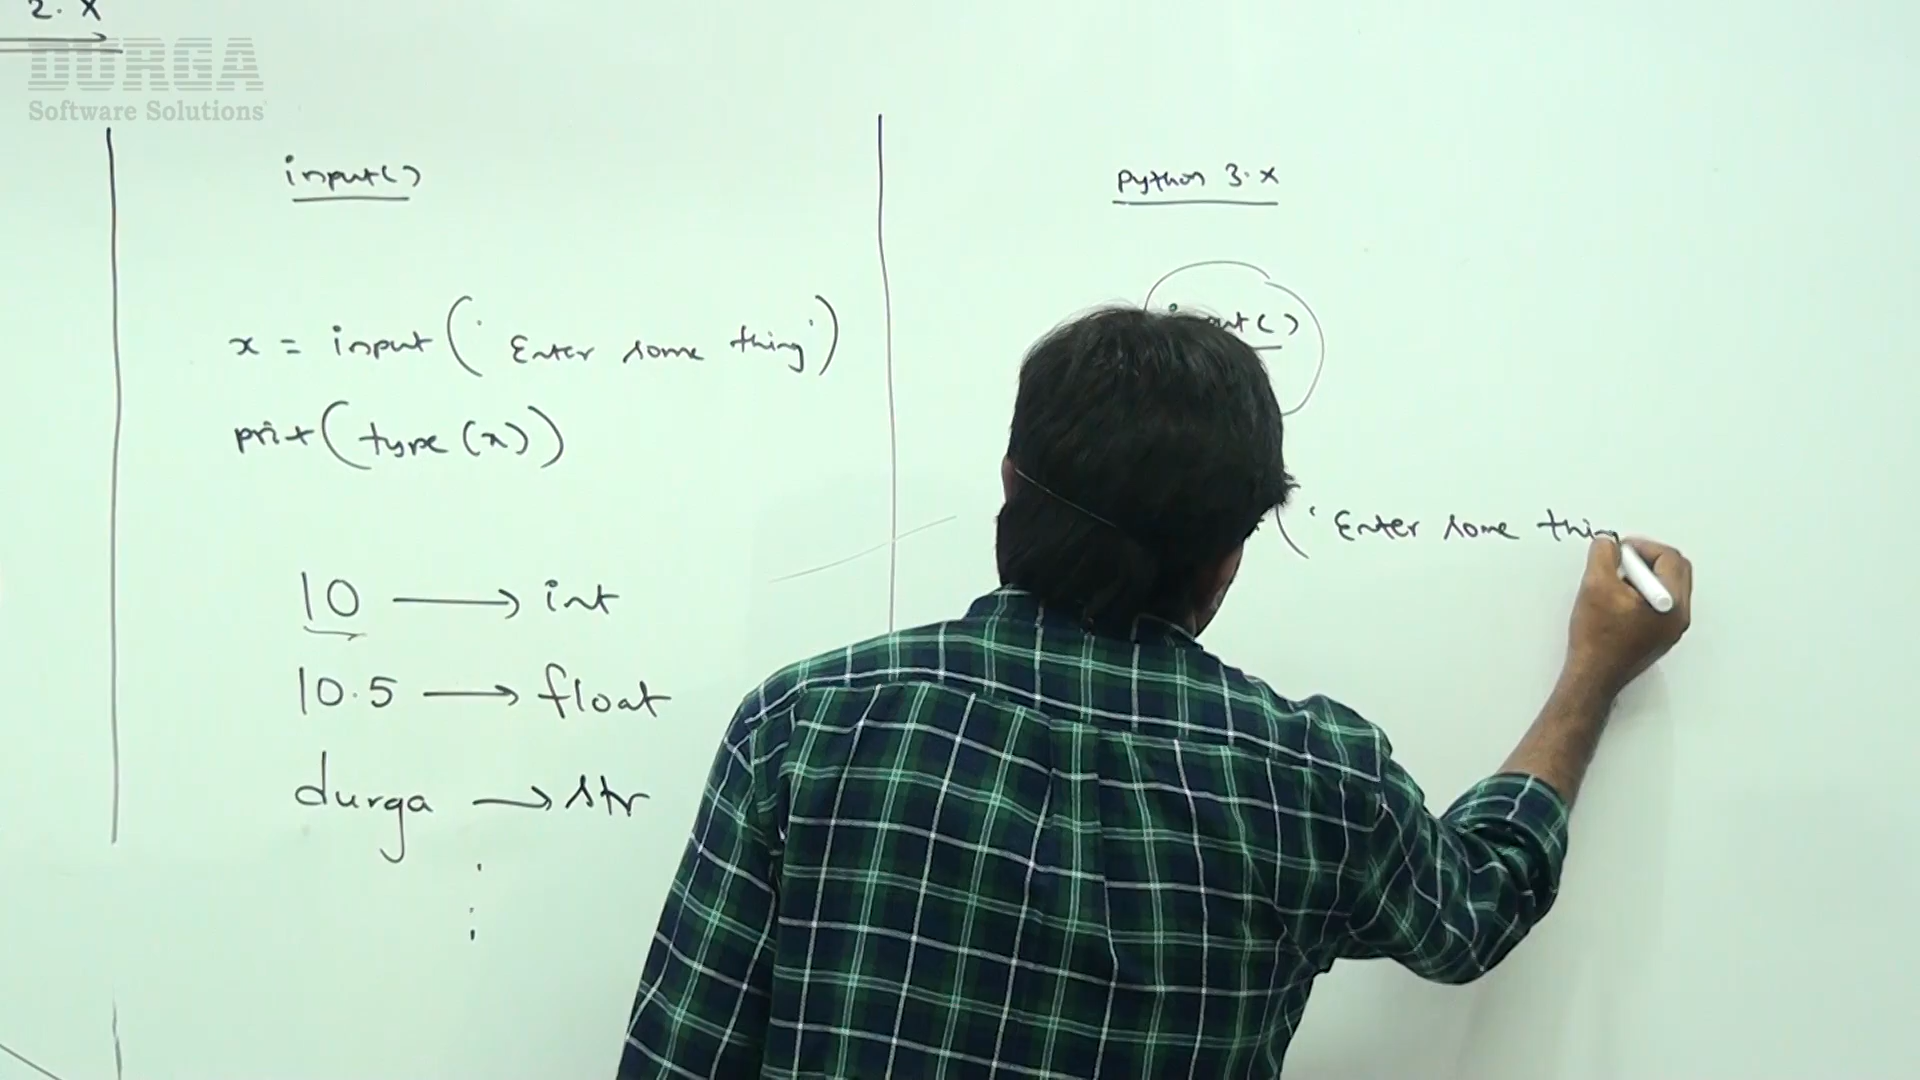 2.x
DURGA
Software Solutions
input()
x = input('Enter some thing')
print(type(x))
10 → int
10.5 → float
durga → str
Python 3.x
input()
('Enter some thing